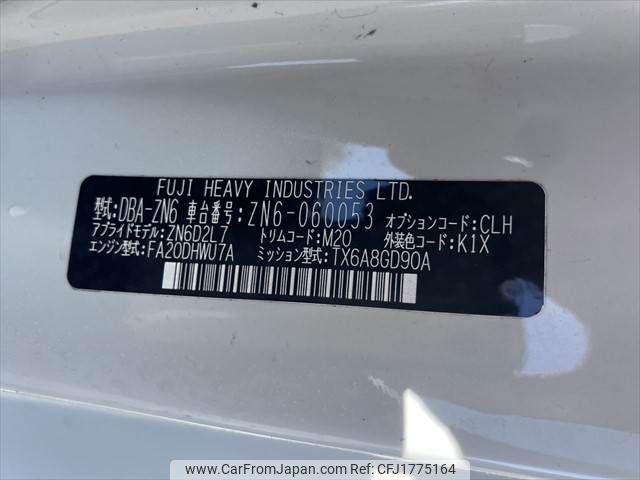 FUJI HEAVY INDUSTRIES LTD.
型式:DBA-ZN6 車台番号:ZN6-060053 オプションコード:CLH
アプライドモデル:ZN6D2L7 トリムコード:M20 外装色コード:K1X
エンジン型式:FA20DHWU7A ミッション型式:TX6A8GD90A
www.CarFromJapan.com | REF No: CFJ1775164